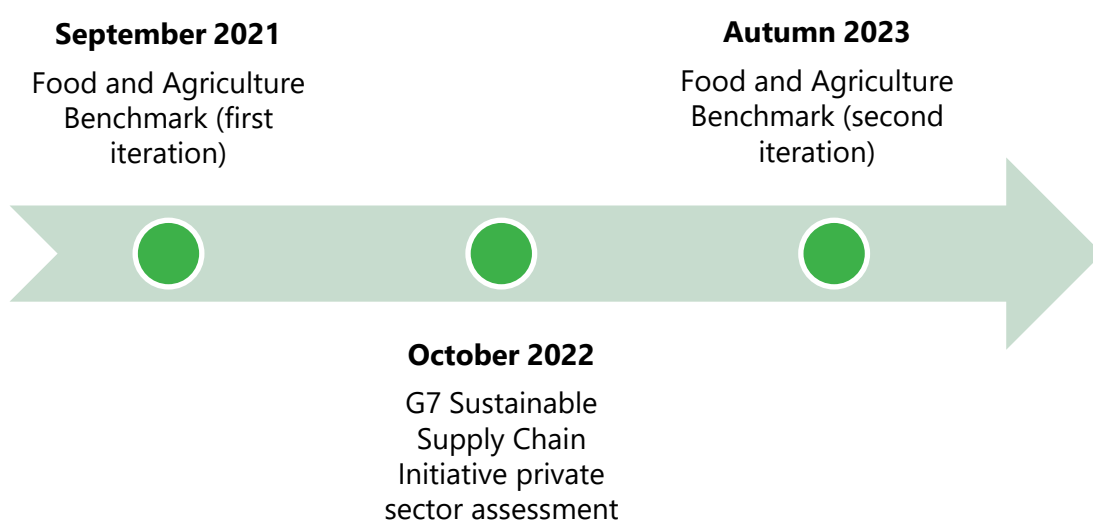 September 2021
Food and Agriculture
Benchmark (first
iteration)
October 2022
G7 Sustainable
Supply Chain
Initiative private
sector assessment
Autumn 2023
Food and Agriculture
Benchmark (second
iteration)